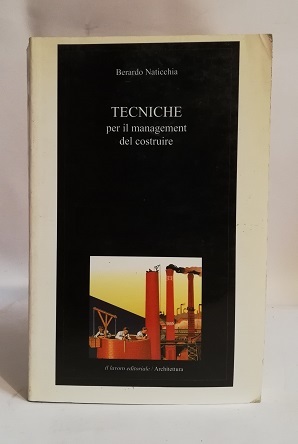 Berardo Naticchia
TECNICHE
per il management
del costruire
il lavoro editoriale / Architettura